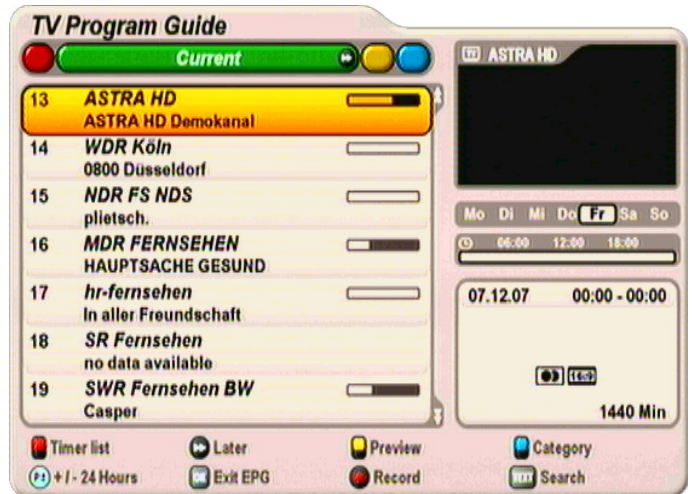 TV Program Guide
Current
TV ASTRA HD
13 ASTRA HD
ASTRA HD Demokanal
14 WDR Köln
0800 Düsseldorf
15 NDR FS NDS
plietsch.
16 MDR FERNSEHEN
HAUPTSACHE GESUND
17 hr-fernsehen
In aller Freundschaft
18 SR Fernsehen
no data available
19 SWR Fernsehen BW
Casper
Mo Di Mi Do Fr Sa So
06:00 12:00 18:00
07.12.07 00:00 - 00:00
16:9
1440 Min
Timer list Later Preview Category
+ / - 24 Hours Exit EPG Record Search